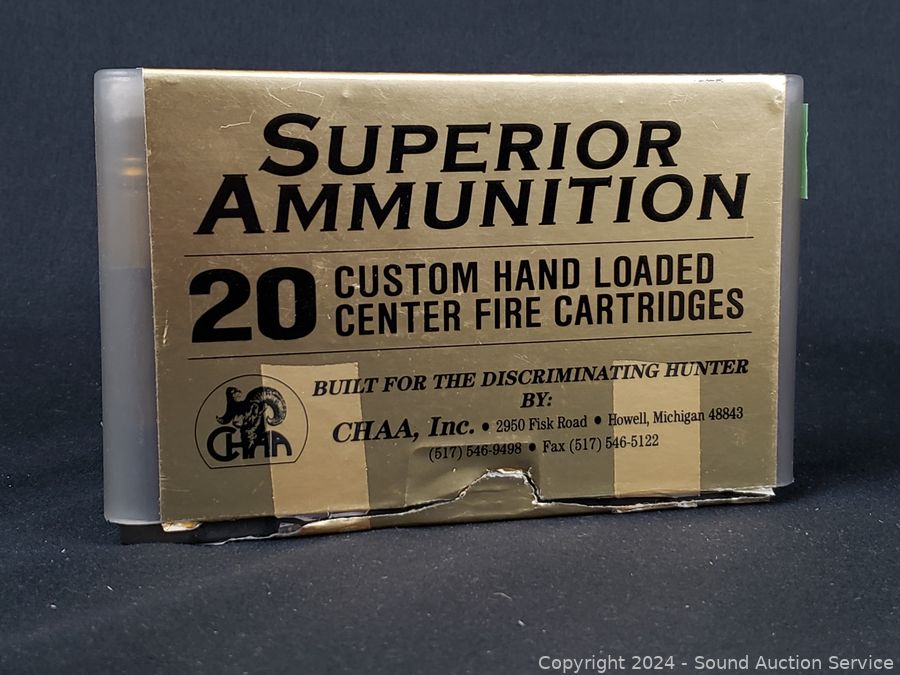 SUPERIOR
AMMUNITION
20 CUSTOM HAND LOADED
CENTER FIRE CARTRIDGES
BUILT FOR THE DISCRIMINATING HUNTER
BY:
CHAA
CHAA, Inc. • 2950 Fisk Road • Howell, Michigan 48843
(517) 546-9498 • Fax (517) 546-5122
Copyright 2024 - Sound Auction Service